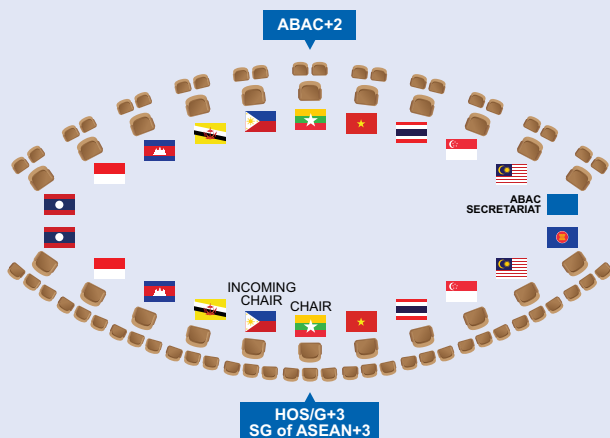 ABAC+2
ABAC
SECRETARIAT
INCOMING
CHAIR
CHAIR
HOS/G+3
SG of ASEAN+3